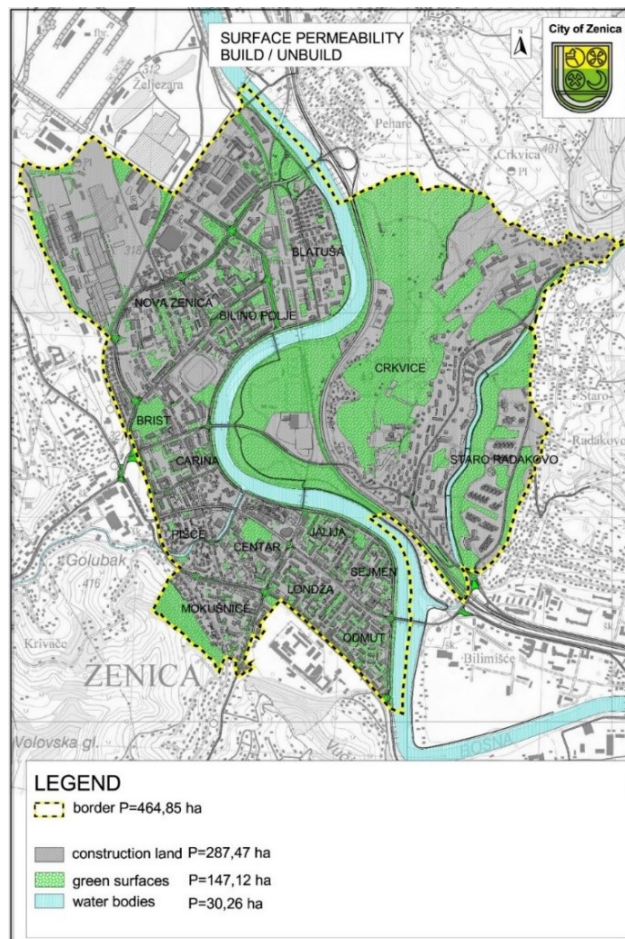 SURFACE PERMEABILITY
BUILD / UNBUILD
N
City of Zenica
Željezara
Pehare
Crkvica
BLATUŠA
NOVA ZENICA
BILINO POLJE
CRKVICE
BRIST
Staro
Radakovo
CARINA
STARO RADAKOVO
PIŠĆE
CENTAR
JALIJA
Golubak
416
SEJMEN
MOKUŠNICE
LONDŽA
ODMUT
Krivače
ZENICA
Bilimišće
Volovska gl.
BOSNA
LEGEND
border P=464,85 ha
construction land P=287,47 ha
green surfaces P=147,12 ha
water bodies P=30,26 ha